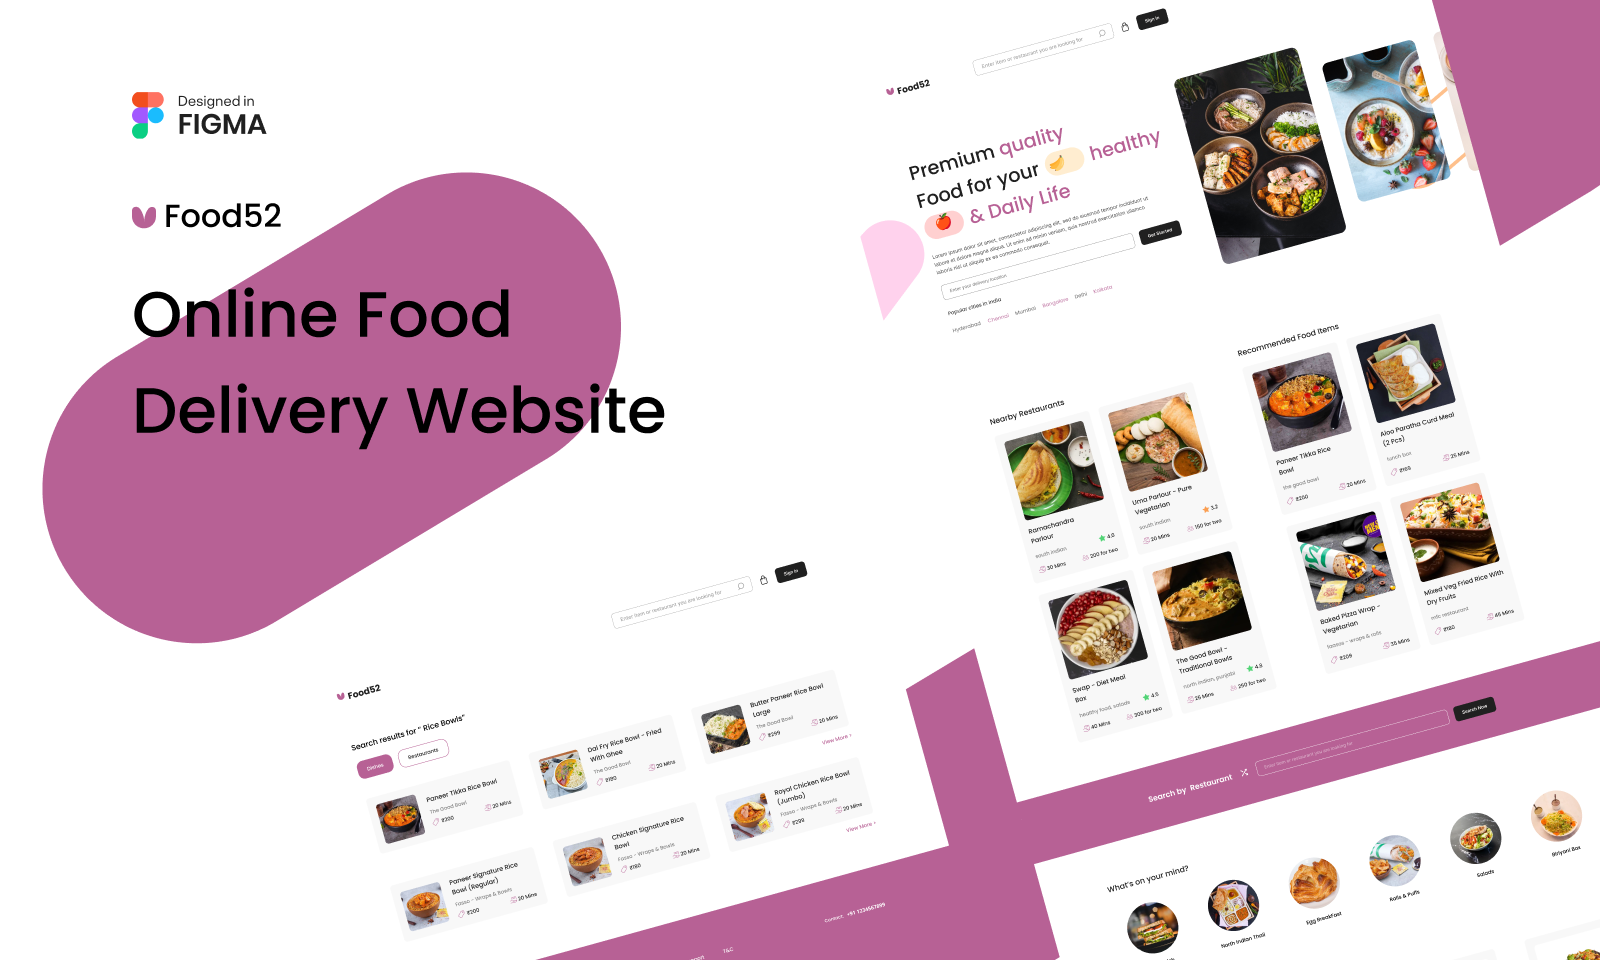 Designed in
FIGMA
Food52
Online Food
Delivery Website
Enter item or restaurant you are looking for
Sign In
Food52
Premium quality
Food for your healthy
& Daily Life
Lorem ipsum dolor sit amet, consectetur adipiscing elit, sed do eiusmod tempor incididunt ut
labore et dolore magna aliqua. Ut enim ad minim veniam, quis nostrud exercitation ullamco
laboris nisi ut aliquip ex ea commodo consequat.
Enter your delivery location
Get Started
Popular cities in India
Hyderabad Chennai Mumbai Bangalore Delhi Kolkata
Nearby Restaurants
Ramachandra
Parlour
south indian
4.0
30 Mins
200 for two
Uma Parlour - Pure
Vegetarian
south indian
3.2
20 Mins
150 for two
Swap - Diet Meal
Box
healthy food, salads
4.5
40 Mins
300 for two
The Good Bowl -
Traditional Bowls
north indian, punjabi
4.9
25 Mins
250 for two
Recommended Food Items
Paneer Tikka Rice
Bowl
the good bowl
₹200
20 Mins
Aloo Paratha Curd Meal
(2 Pcs)
lunch box
₹165
25 Mins
Baked Pizza Wrap -
Vegetarian
faasos - wraps & rolls
₹209
35 Mins
Mixed Veg Fried Rice With
Dry Fruits
mfc restaurant
₹180
45 Mins
Search by Restaurant
Enter item or restaurant you are looking for
Search Now
What's on your mind?
North Indian Thali
Egg Breakfast
Rolls & Puffs
Salads
Biriyani Box
Enter item or restaurant you are looking for
Sign In
Food52
Search results for " Rice Bowls"
Dishes
Restaurants
Paneer Tikka Rice Bowl
The Good Bowl
₹200
20 Mins
Dal Fry Rice Bowl - Fried
With Ghee
The Good Bowl
₹180
20 Mins
Butter Paneer Rice Bowl
Large
The Good Bowl
₹299
20 Mins
View More >
Paneer Signature Rice
Bowl (Regular)
Fasso - Wraps & Bowls
₹200
20 Mins
Chicken Signature Rice
Bowl
Fasso - Wraps & Bowls
₹180
20 Mins
Royal Chicken Rice Bowl
(Jumbo)
Fasso - Wraps & Bowls
₹299
20 Mins
View More >
Contact: +91 1234567899
T&C